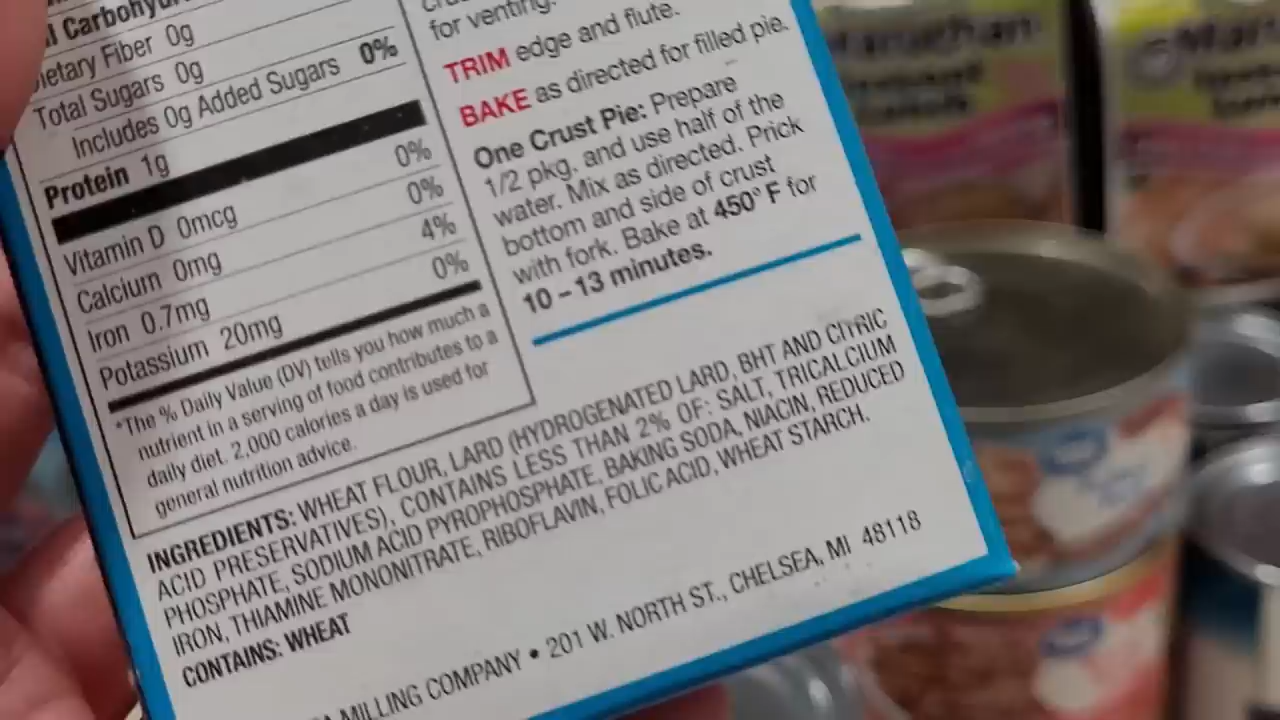 Carbohyd
Dietary Fiber 0g
Total Sugars 0g
Includes 0g Added Sugars 0%
Protein 1g
Vitamin D 0mcg 0%
Calcium 0mg 0%
Iron 0.7mg 4%
Potassium 20mg 0%
*The % Daily Value (DV) tells you how much a
nutrient in a serving of food contributes to a
daily diet. 2,000 calories a day is used for
general nutrition advice.
for venting.
TRIM edge and flute.
BAKE as directed for filled pie.
One Crust Pie: Prepare
1/2 pkg. and use half of the
water. Mix as directed. Prick
bottom and side of crust
with fork. Bake at 450° F for
10 – 13 minutes.
INGREDIENTS: WHEAT FLOUR, LARD (HYDROGENATED LARD, BHT AND CITRIC
ACID PRESERVATIVES), CONTAINS LESS THAN 2% OF: SALT, TRICALCIUM
PHOSPHATE, SODIUM ACID PYROPHOSPHATE, BAKING SODA, NIACIN, REDUCED
IRON, THIAMINE MONONITRATE, RIBOFLAVIN, FOLIC ACID, WHEAT STARCH.
CONTAINS: WHEAT
MILLING COMPANY • 201 W. NORTH ST., CHELSEA, MI 48118